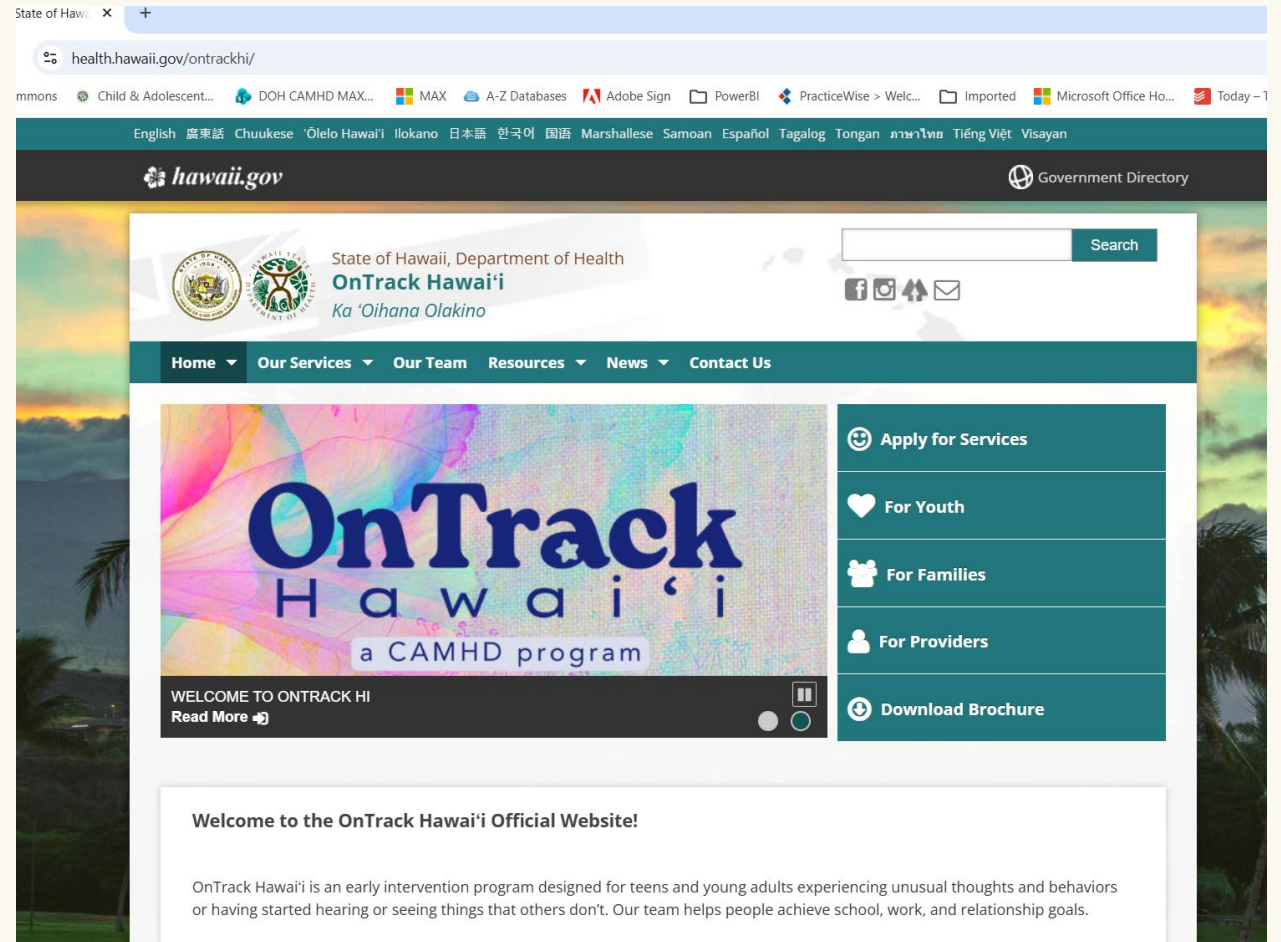 State of Hawa
health.hawaii.gov/ontrackhi/
mmons Child & Adolescent... DOH CAMHD MAX... MAX A-Z Databases Adobe Sign PowerBI PracticeWise > Welc... Imported Microsoft Office Ho... Today – T
English 廣東話 Chuukese ʻŌlelo Hawaiʻi Ilokano 日本語 한국어 国语 Marshallese Samoan Español Tagalog Tongan ภาษาไทย Tiếng Việt Visayan
hawaii.gov
Government Directory
Search
State of Hawaii, Department of Health
OnTrack Hawaiʻi
Ka ʻOihana Olakino
Home Our Services Our Team Resources News Contact Us
OnTrack
Hawaiʻi
a CAMHD program
WELCOME TO ONTRACK HI
Read More
Apply for Services
For Youth
For Families
For Providers
Download Brochure
Welcome to the OnTrack Hawaiʻi Official Website!
OnTrack Hawaiʻi is an early intervention program designed for teens and young adults experiencing unusual thoughts and behaviors
or having started hearing or seeing things that others don’t. Our team helps people achieve school, work, and relationship goals.